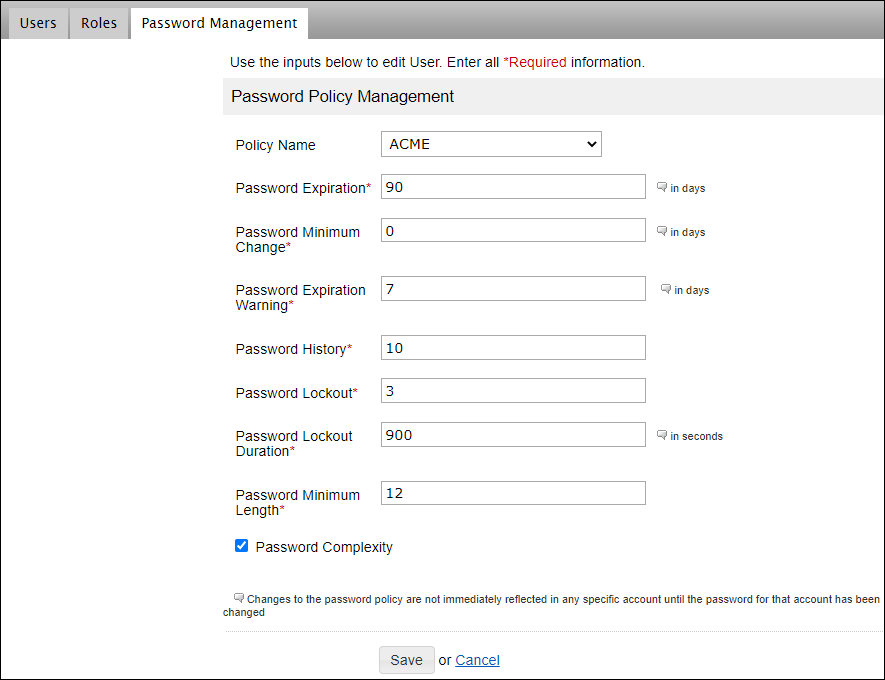 Users Roles Password Management
Use the inputs below to edit User. Enter all *Required information.
Password Policy Management
Policy Name ACME
Password Expiration* 90 in days
Password Minimum
Change* 0 in days
Password Expiration
Warning* 7 in days
Password History* 10
Password Lockout* 3
Password Lockout
Duration* 900 in seconds
Password Minimum
Length* 12
Password Complexity
Changes to the password policy are not immediately reflected in any specific account until the password for that account has been
changed
Save or Cancel